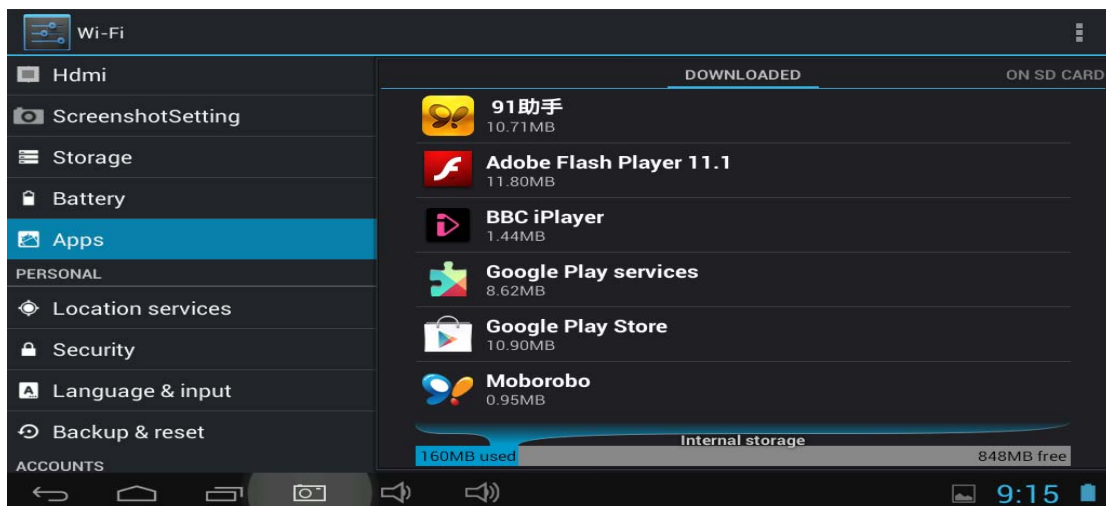 Wi-Fi
Hdmi
ScreenshotSetting
Storage
Battery
Apps
PERSONAL
Location services
Security
Language & input
Backup & reset
ACCOUNTS
DOWNLOADED
ON SD CARD
91助手
10.71MB
Adobe Flash Player 11.1
11.80MB
BBC iPlayer
1.44MB
Google Play services
8.62MB
Google Play Store
10.90MB
Moborobo
0.95MB
Internal storage
160MB used
848MB free
9:15